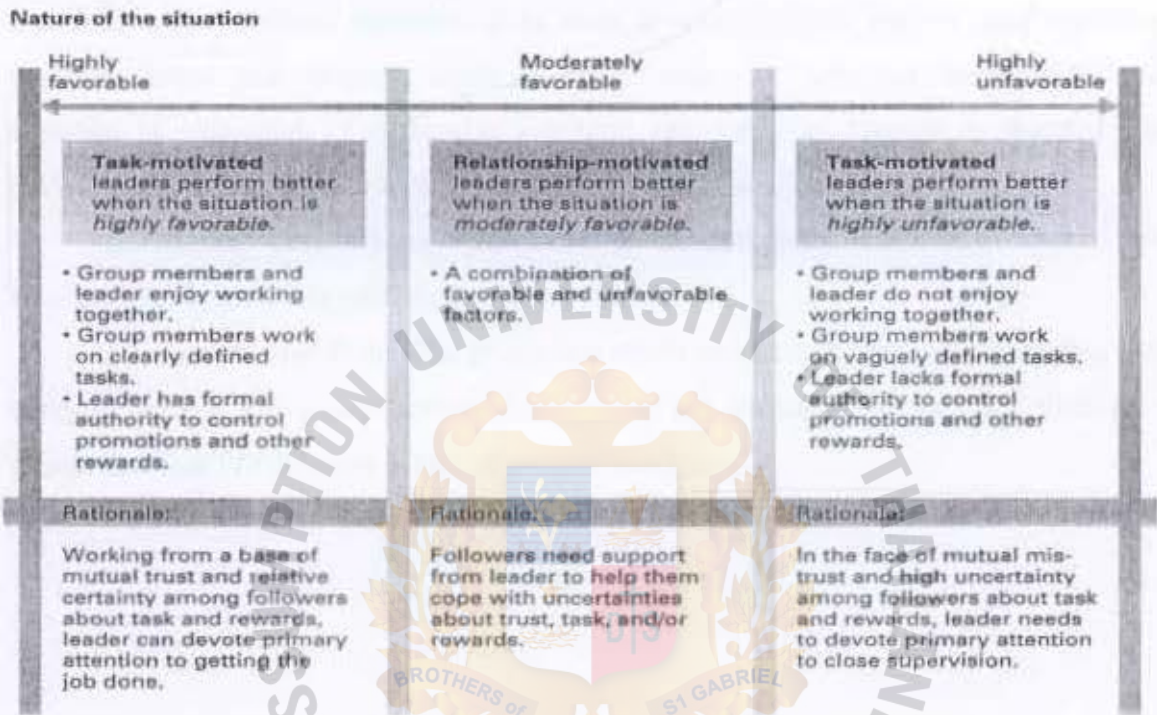 Nature of the situation
Highly
favorable
Moderately
favorable
Highly
unfavorable
Task-motivated
leaders perform better
when the situation is
highly favorable.
• Group members and
leader enjoy working
together.
• Group members work
on clearly defined
tasks.
• Leader has formal
authority to control
promotions and other
rewards.
Relationship-motivated
leaders perform better
when the situation is
moderately favorable.
• A combination of
favorable and unfavorable
factors.
Task-motivated
leaders perform better
when the situation is
highly unfavorable.
• Group members and
leader do not enjoy
working together.
• Group members work
on vaguely defined tasks.
• Leader lacks formal
authority to control
promotions and other
rewards.
Rationale:
Working from a base of
mutual trust and relative
certainty among followers
about task and rewards,
leader can devote primary
attention to getting the
job done.
Rationale:
Followers need support
from leader to help them
cope with uncertainties
about trust, task, and/or
rewards.
Rationale:
In the face of mutual mis-
trust and high uncertainty
among followers about task
and rewards, leader needs
to devote primary attention
to close supervision.
UNIVERSITY
BROTHERS OF
ST GABRIEL